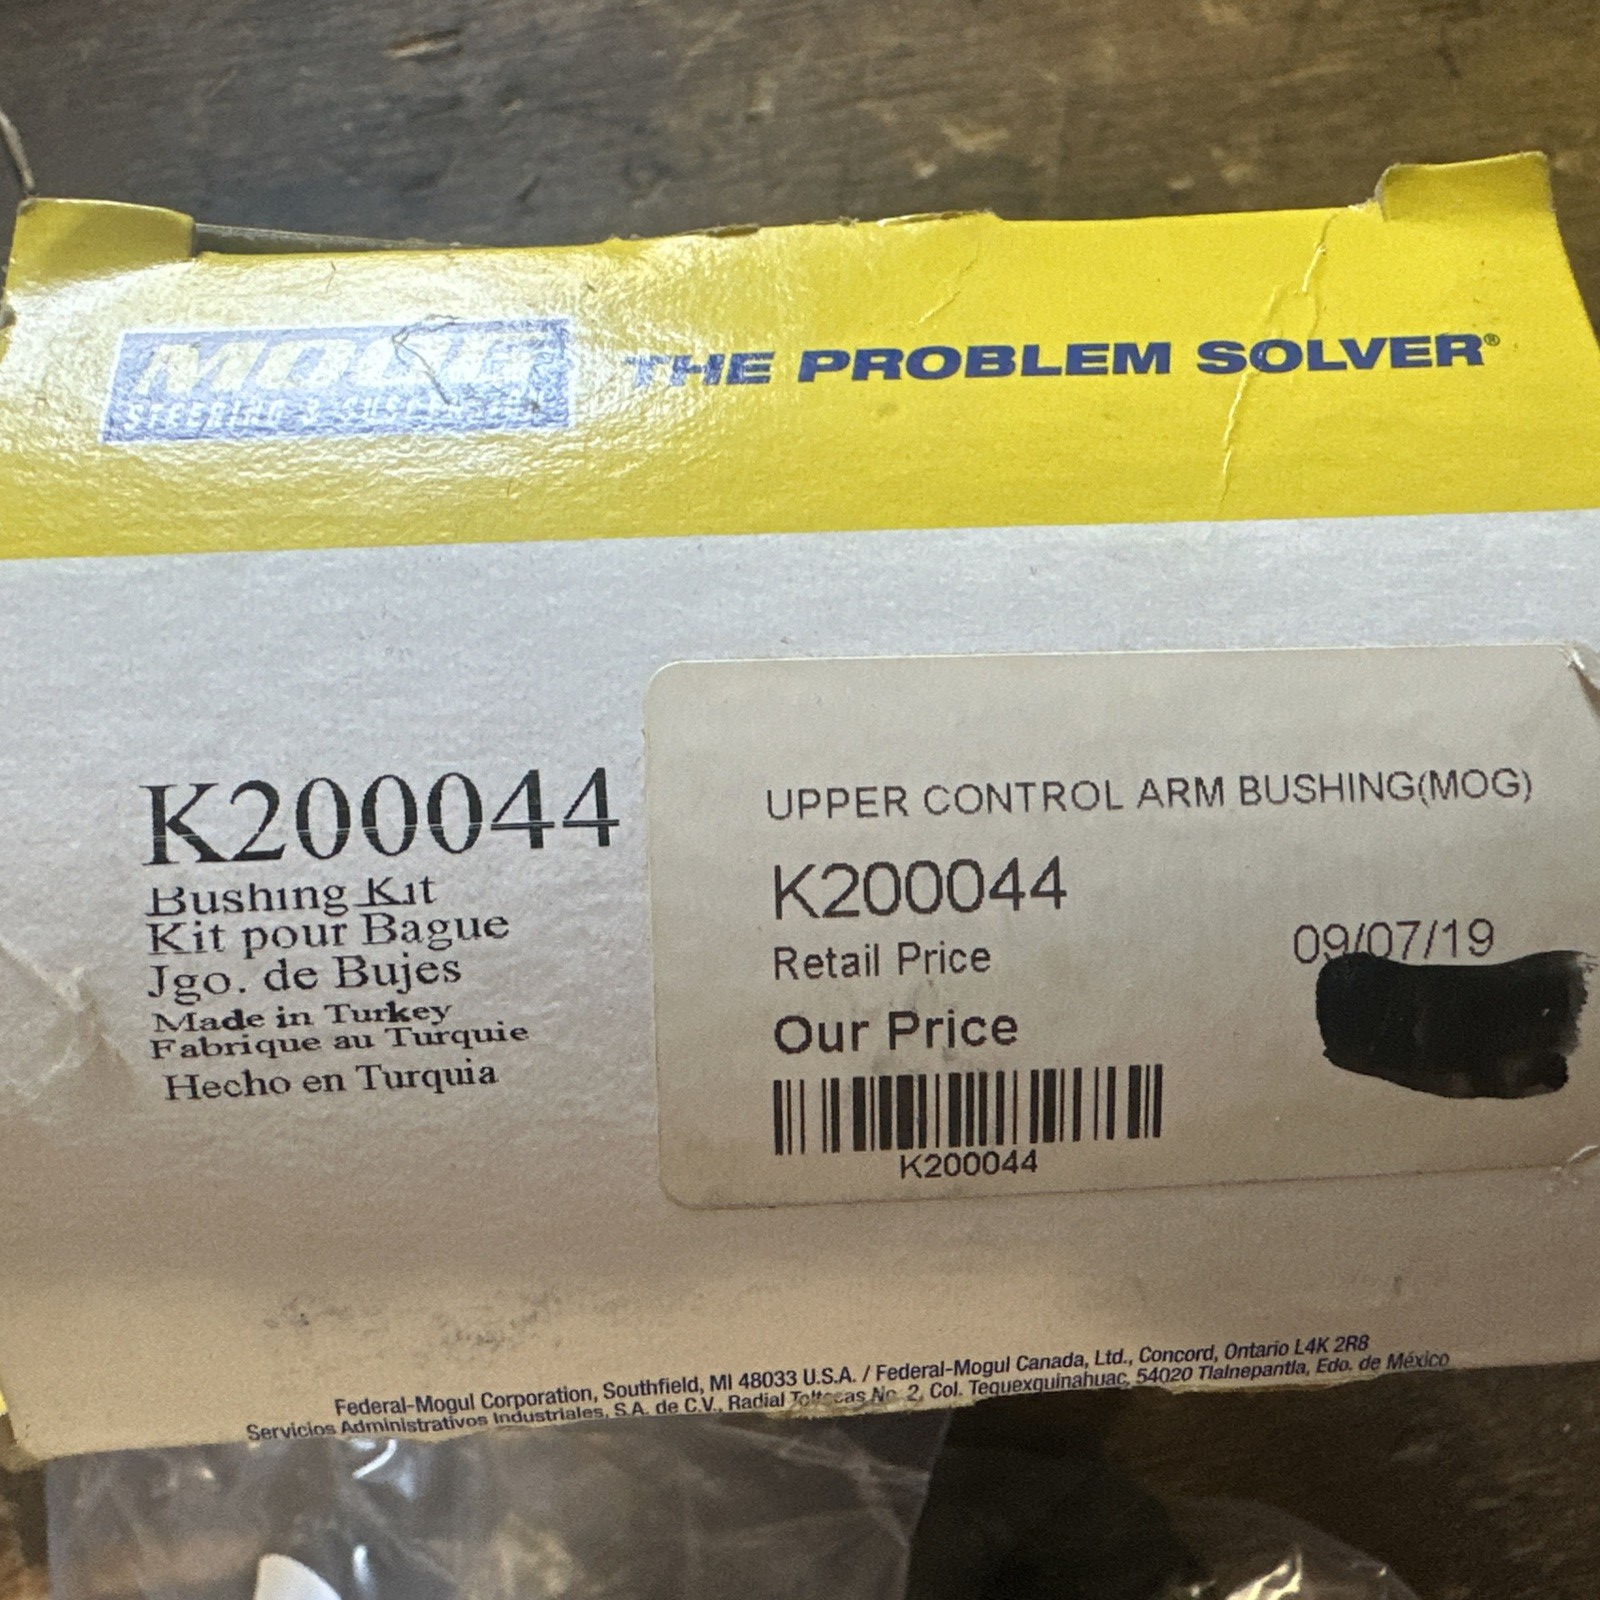 MOOG
STEERING & SUSPENSION
THE PROBLEM SOLVER®
K200044
Bushing Kit
Kit pour Bague
Jgo. de Bujes
Made in Turkey
Fabrique au Turquie
Hecho en Turquia
UPPER CONTROL ARM BUSHING(MOG)
K200044
09/07/19
Retail Price
Our Price
K200044
Federal-Mogul Corporation, Southfield, MI 48033 U.S.A. / Federal-Mogul Canada, Ltd., Concord, Ontario L4K 2R8
Servicios Administrativos Industriales, S.A. de C.V., Radial Toltecas No. 2, Col. Tequexquinahuac, 54020 Tlalnepantla, Edo. de México